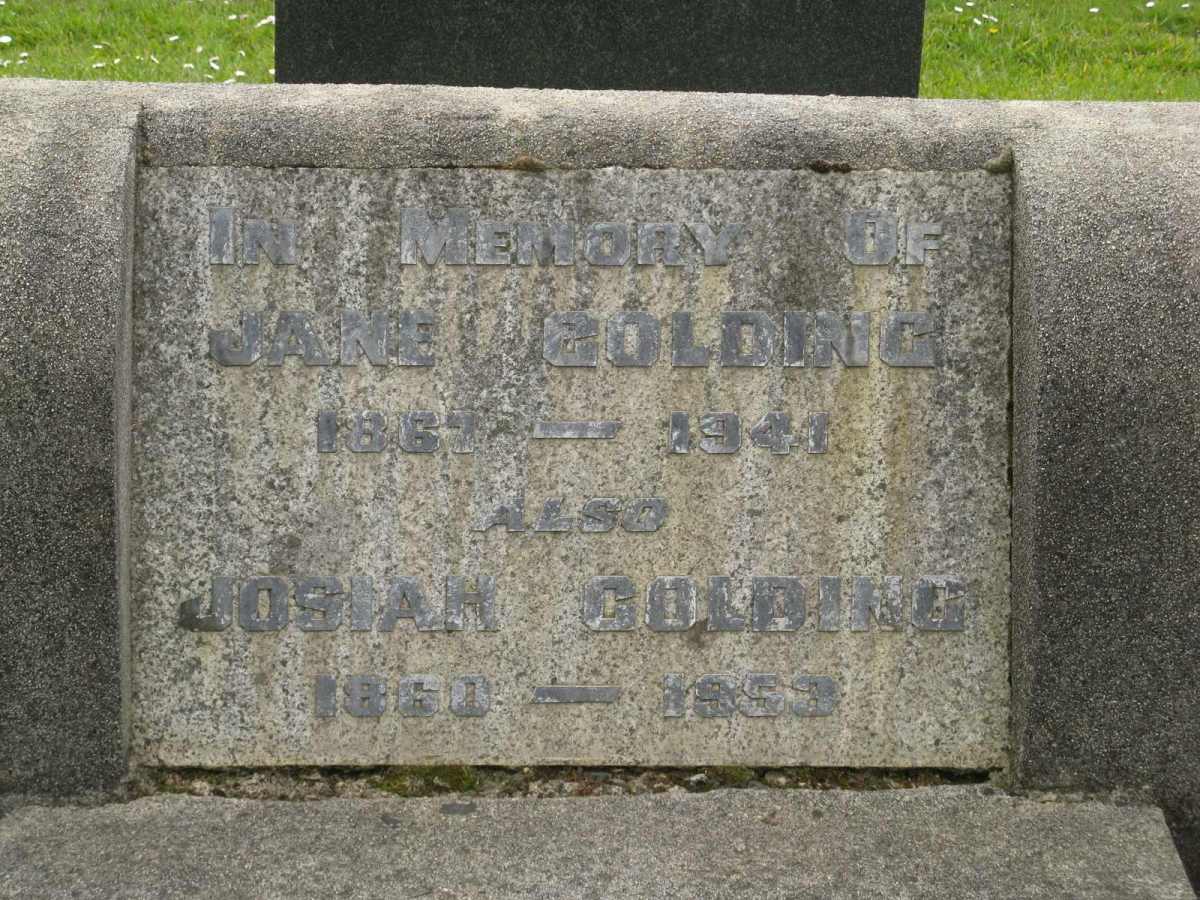 In Memory Of
JANE GOLDING
1867 — 1941
ALSO
JOSIAH GOLDING
1860 — 1953